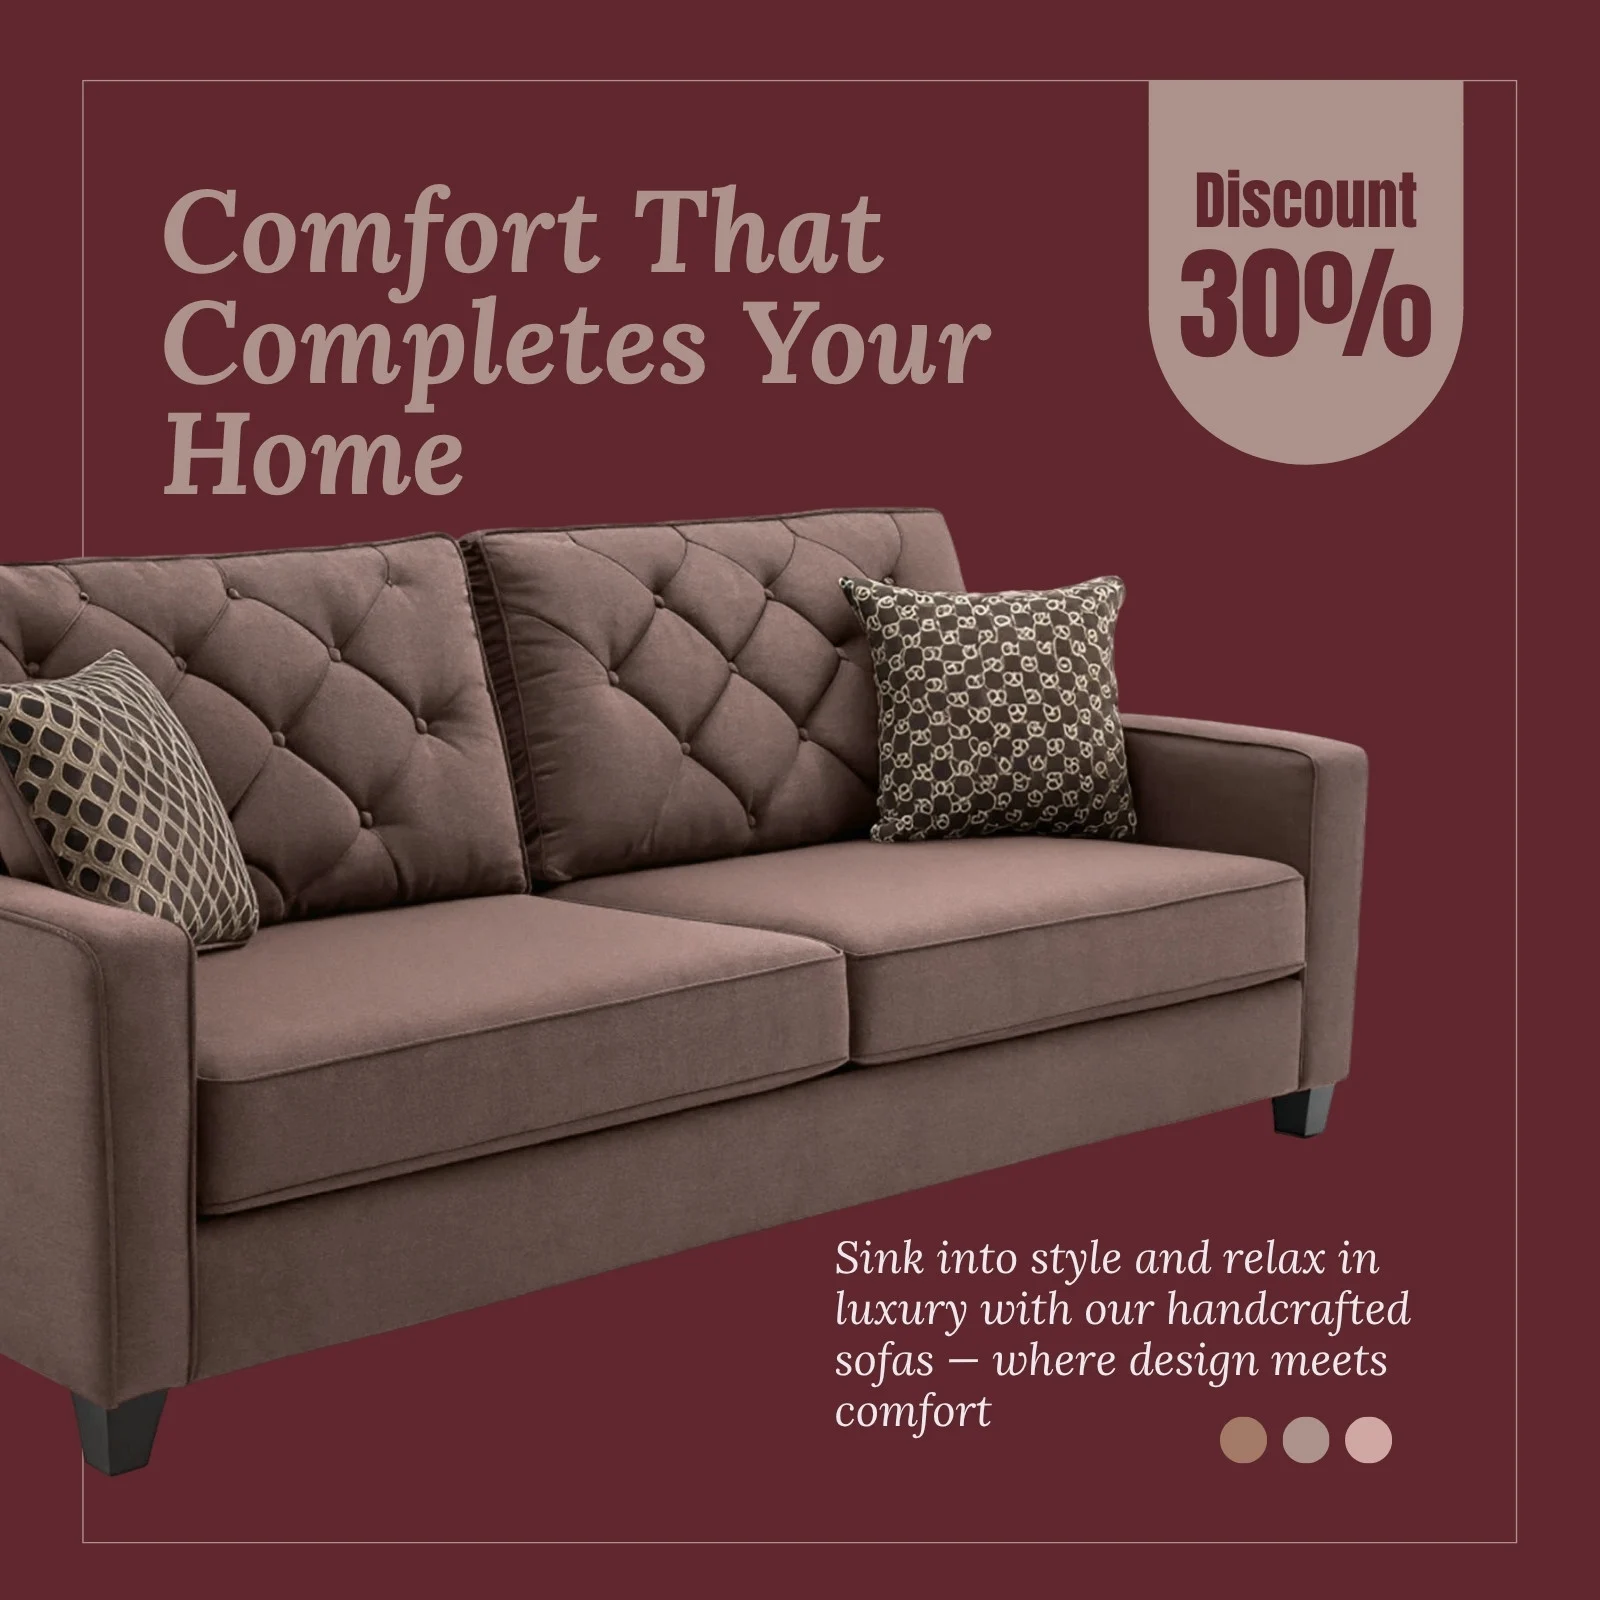 Comfort That
Completes Your
Home
Discount
30%
Sink into style and relax in
luxury with our handcrafted
sofas — where design meets
comfort